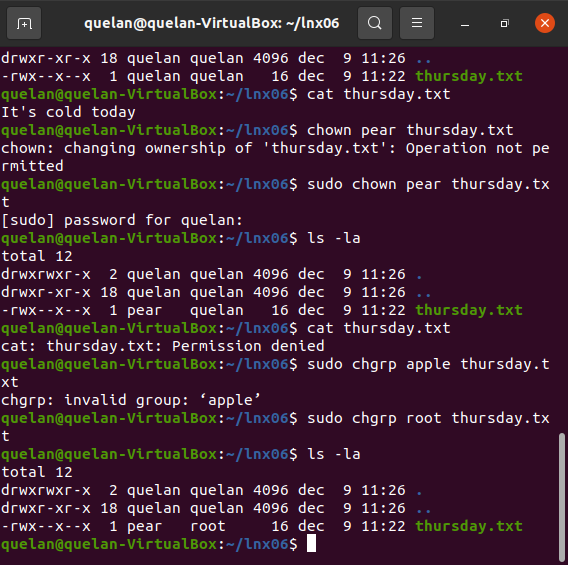 quelan@quelan-VirtualBox: ~/lnx06
drwxr-xr-x 18 quelan quelan 4096 dec  9 11:26 ..
-rwx--x--x  1 quelan quelan   16 dec  9 11:22 thursday.txt
quelan@quelan-VirtualBox:~/lnx06$ cat thursday.txt
It's cold today
quelan@quelan-VirtualBox:~/lnx06$ chown pear thursday.txt
chown: changing ownership of 'thursday.txt': Operation not pe
rmitted
quelan@quelan-VirtualBox:~/lnx06$ sudo chown pear thursday.tx
t
[sudo] password for quelan:
quelan@quelan-VirtualBox:~/lnx06$ ls -la
total 12
drwxrwxr-x  2 quelan quelan 4096 dec  9 11:26 .
drwxr-xr-x 18 quelan quelan 4096 dec  9 11:26 ..
-rwx--x--x  1 pear   quelan   16 dec  9 11:22 thursday.txt
quelan@quelan-VirtualBox:~/lnx06$ cat thursday.txt
cat: thursday.txt: Permission denied
quelan@quelan-VirtualBox:~/lnx06$ sudo chgrp apple thursday.t
xt
chgrp: invalid group: ‘apple’
quelan@quelan-VirtualBox:~/lnx06$ sudo chgrp root thursday.tx
t
quelan@quelan-VirtualBox:~/lnx06$ ls -la
total 12
drwxrwxr-x  2 quelan quelan 4096 dec  9 11:26 .
drwxr-xr-x 18 quelan quelan 4096 dec  9 11:26 ..
-rwx--x--x  1 pear   root     16 dec  9 11:22 thursday.txt
quelan@quelan-VirtualBox:~/lnx06$